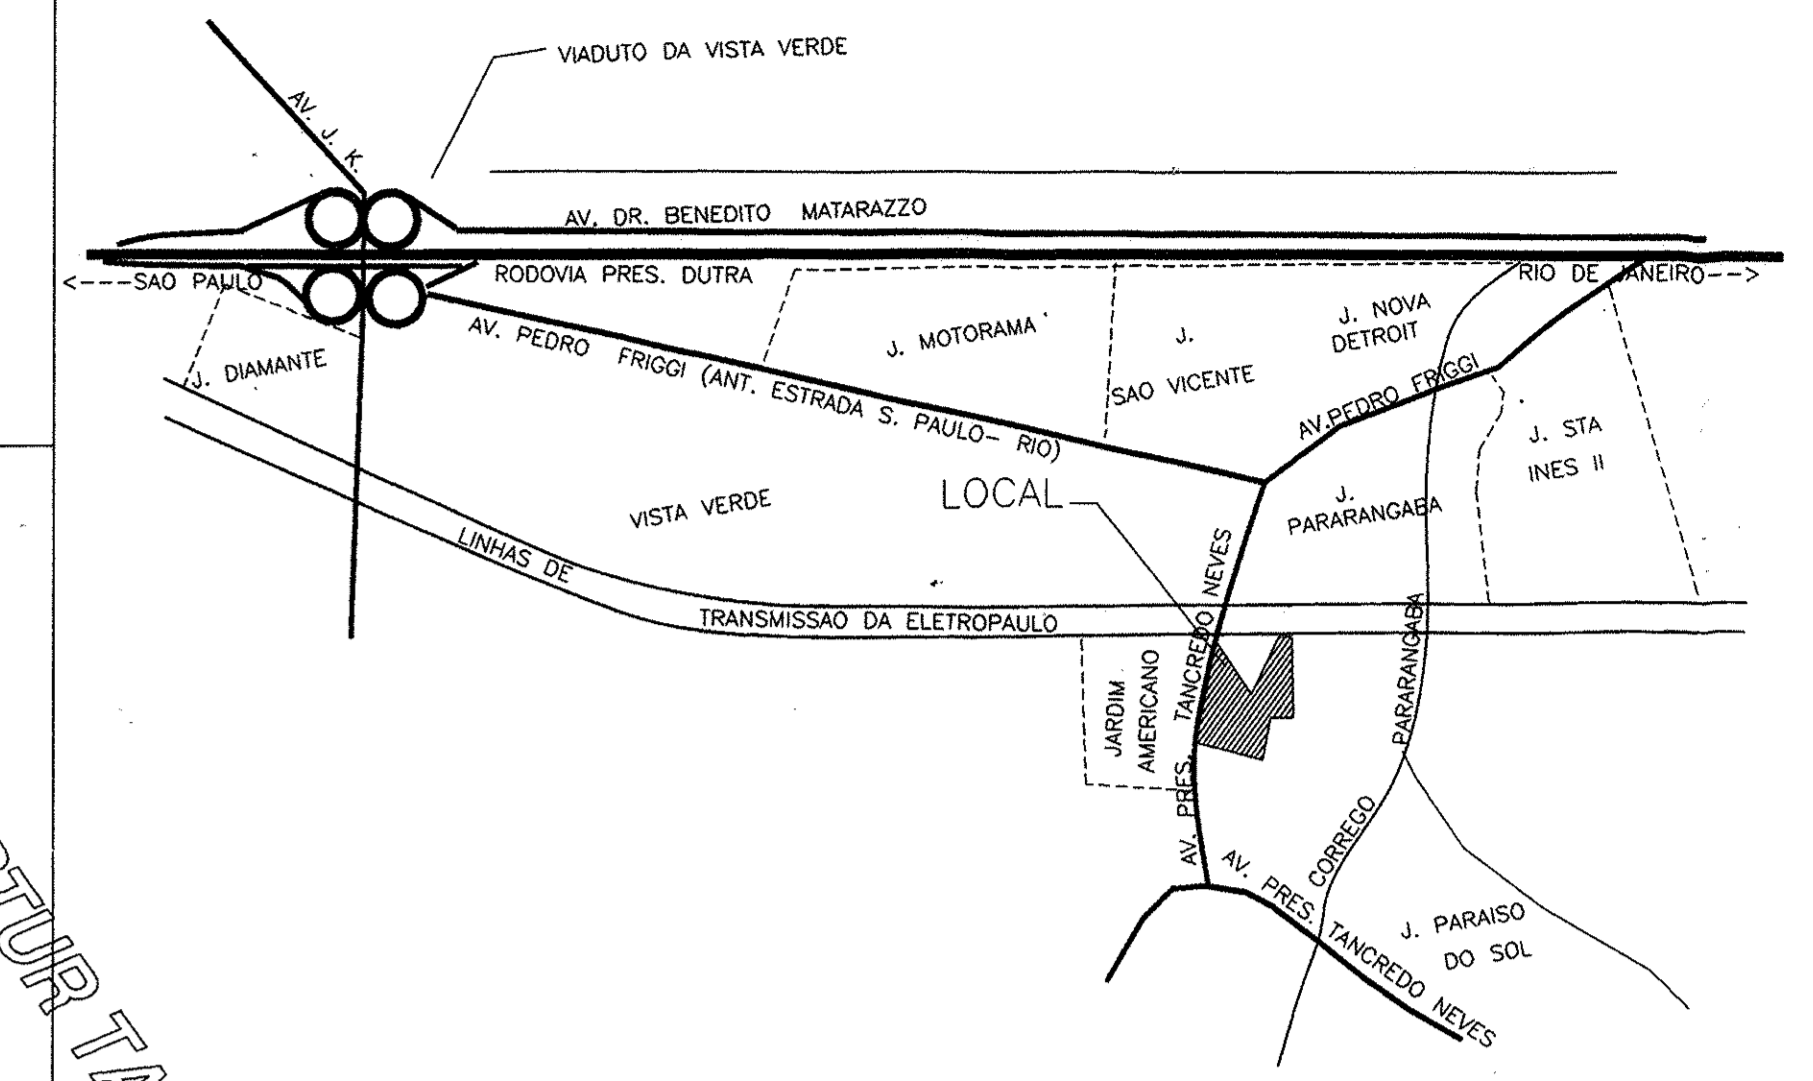 VIADUTO DA VISTA VERDE
AV. J. K.
AV. DR. BENEDITO MATARAZZO
<---SAO PAULO
RODOVIA PRES. DUTRA
RIO DE JANEIRO-->
J. DIAMANTE
AV. PEDRO FRIGGI (ANT. ESTRADA S. PAULO- RIO)
J. MOTORAMA
J.
SAO VICENTE
J. NOVA
DETROIT
AV.PEDRO FRIGGI
J. STA
INES II
VISTA VERDE
LOCAL
J.
PARARANGABA
LINHAS DE
TRANSMISSAO DA ELETROPAULO
JARDIM
AMERICANO
AV. PRES. TANCREDO NEVES
CORREGO PARARANGABA
AV. PRES. TANCREDO NEVES
J. PARAISO
DO SOL
TUR TA